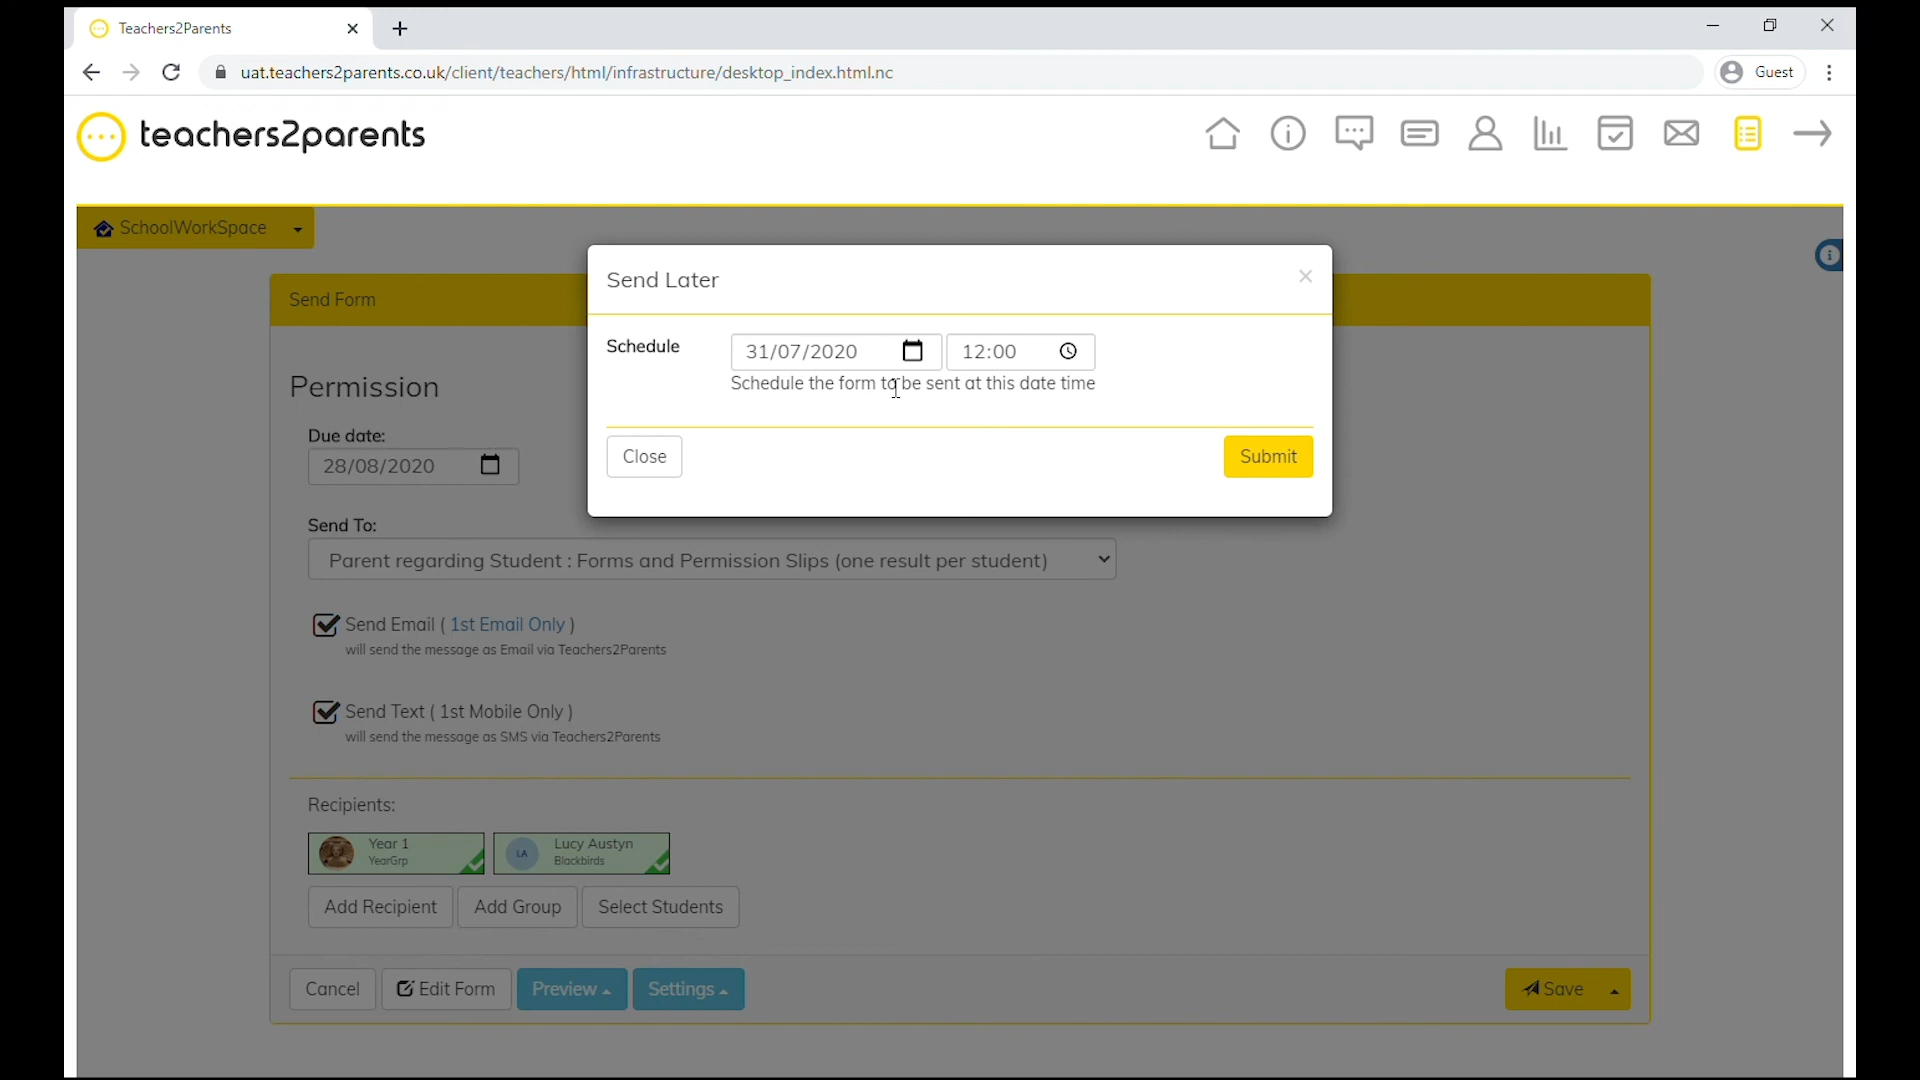 Teachers2Parents
uat.teachers2parents.co.uk/client/teachers/html/infrastructure/desktop_index.html.nc
Guest
teachers2parents
SchoolWorkSpace
Send Form
Send Later
Schedule
31/07/2020
12:00
Schedule the form to be sent at this date time
Close
Submit
Permission
Due date:
28/08/2020
Send To:
Parent regarding Student : Forms and Permission Slips (one result per student)
Send Email ( 1st Email Only )
will send the message as Email via Teachers2Parents
Send Text ( 1st Mobile Only )
will send the message as SMS via Teachers2Parents
Recipients:
Year 1
YearGrp
LA
Lucy Austyn
Blackbirds
Add Recipient
Add Group
Select Students
Cancel
Edit Form
Preview
Settings
Save